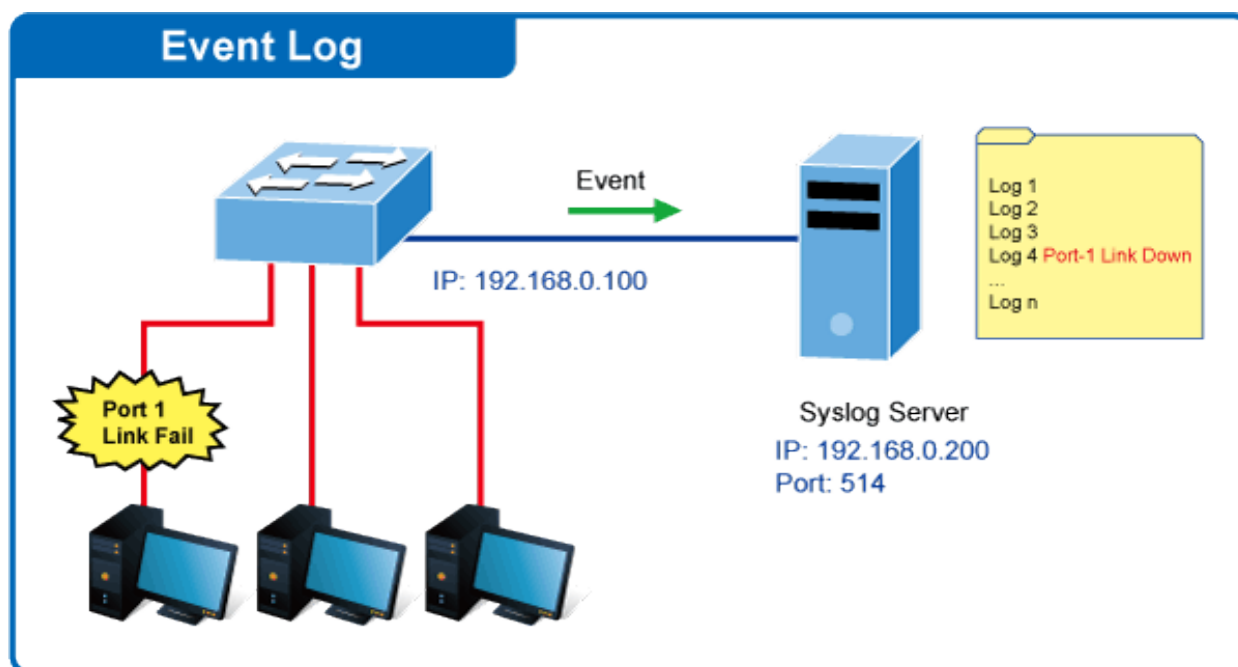 Event Log
Event
IP: 192.168.0.100
Port 1
Link Fail
Log 1
Log 2
Log 3
Log 4 Port-1 Link Down
...
Log n
Syslog Server
IP: 192.168.0.200
Port: 514